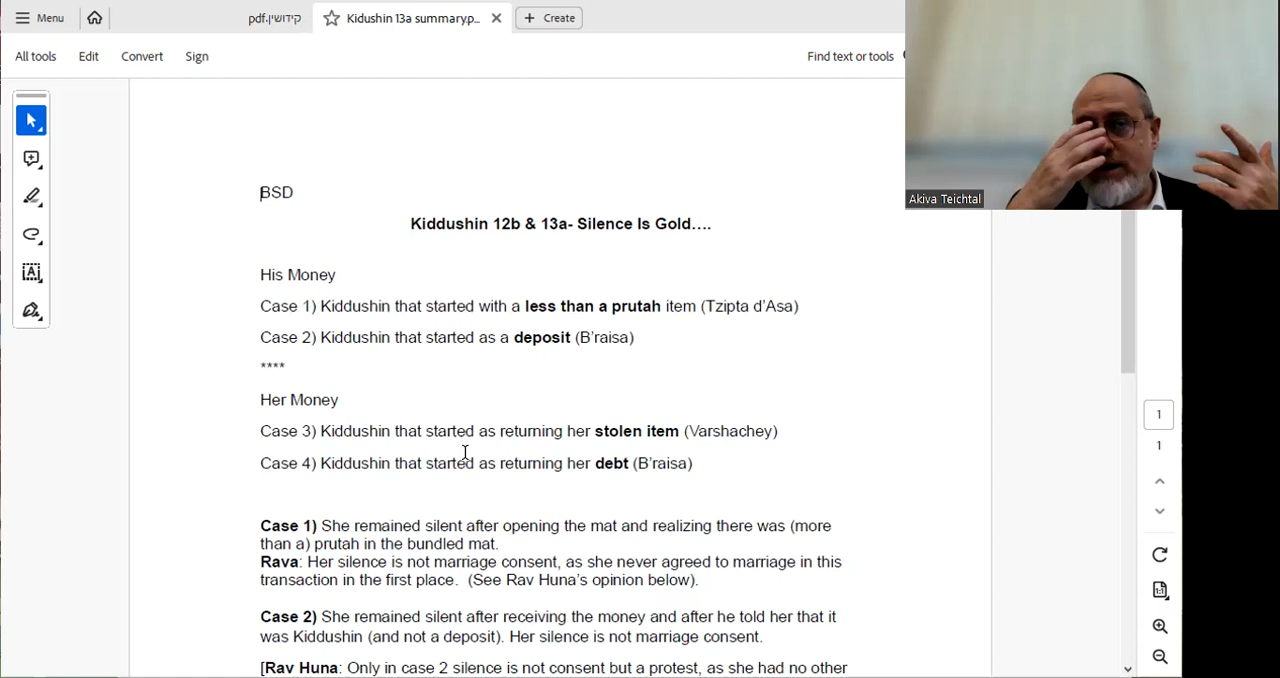 Menu
קידושין.pdf
Kidushin 13a summary.p...
Create
All tools
Edit
Convert
Sign
Find text or tools
Akiva Teichtal
BSD
Kiddushin 12b & 13a- Silence Is Gold….
His Money
Case 1) Kiddushin that started with a less than a prutah item (Tzipta d’Asa)
Case 2) Kiddushin that started as a deposit (B’raisa)
****
Her Money
Case 3) Kiddushin that started as returning her stolen item (Varshachey)
Case 4) Kiddushin that started as returning her debt (B’raisa)
Case 1) She remained silent after opening the mat and realizing there was (more
than a) prutah in the bundled mat.
Rava: Her silence is not marriage consent, as she never agreed to marriage in this
transaction in the first place.  (See Rav Huna’s opinion below).
Case 2) She remained silent after receiving the money and after he told her that it
was Kiddushin (and not a deposit). Her silence is not marriage consent.
[Rav Huna: Only in case 2 silence is not consent but a protest, as she had no other
1
1